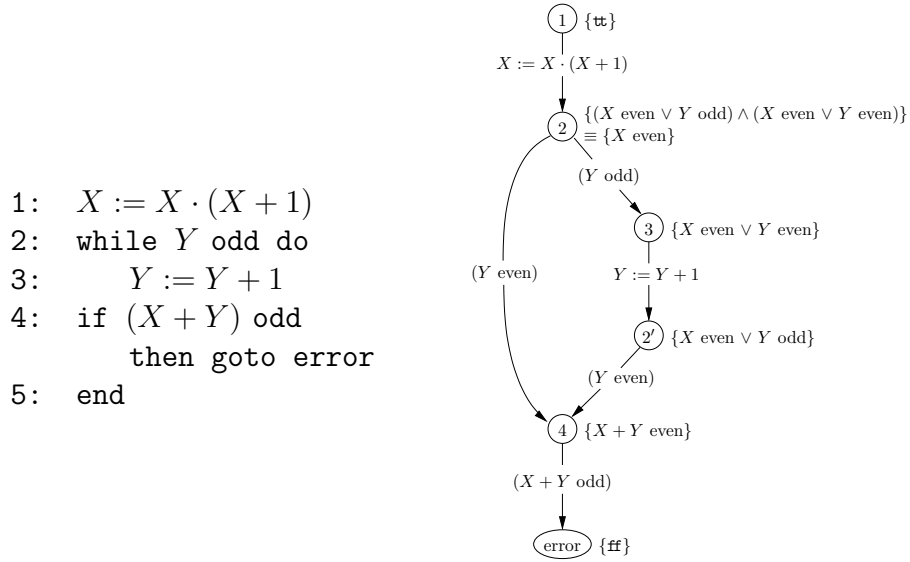 1: X := X · (X + 1)
2: while Y odd do
3: Y := Y + 1
4: if (X + Y) odd
then goto error
5: end
1 {tt}
X := X · (X + 1)
2 {(X even ∨ Y odd) ∧ (X even ∨ Y even)}
≡ {X even}
(Y odd)
3 {X even ∨ Y even}
(Y even) Y := Y + 1
2′ {X even ∨ Y odd}
(Y even)
4 {X + Y even}
(X + Y odd)
error {ff}